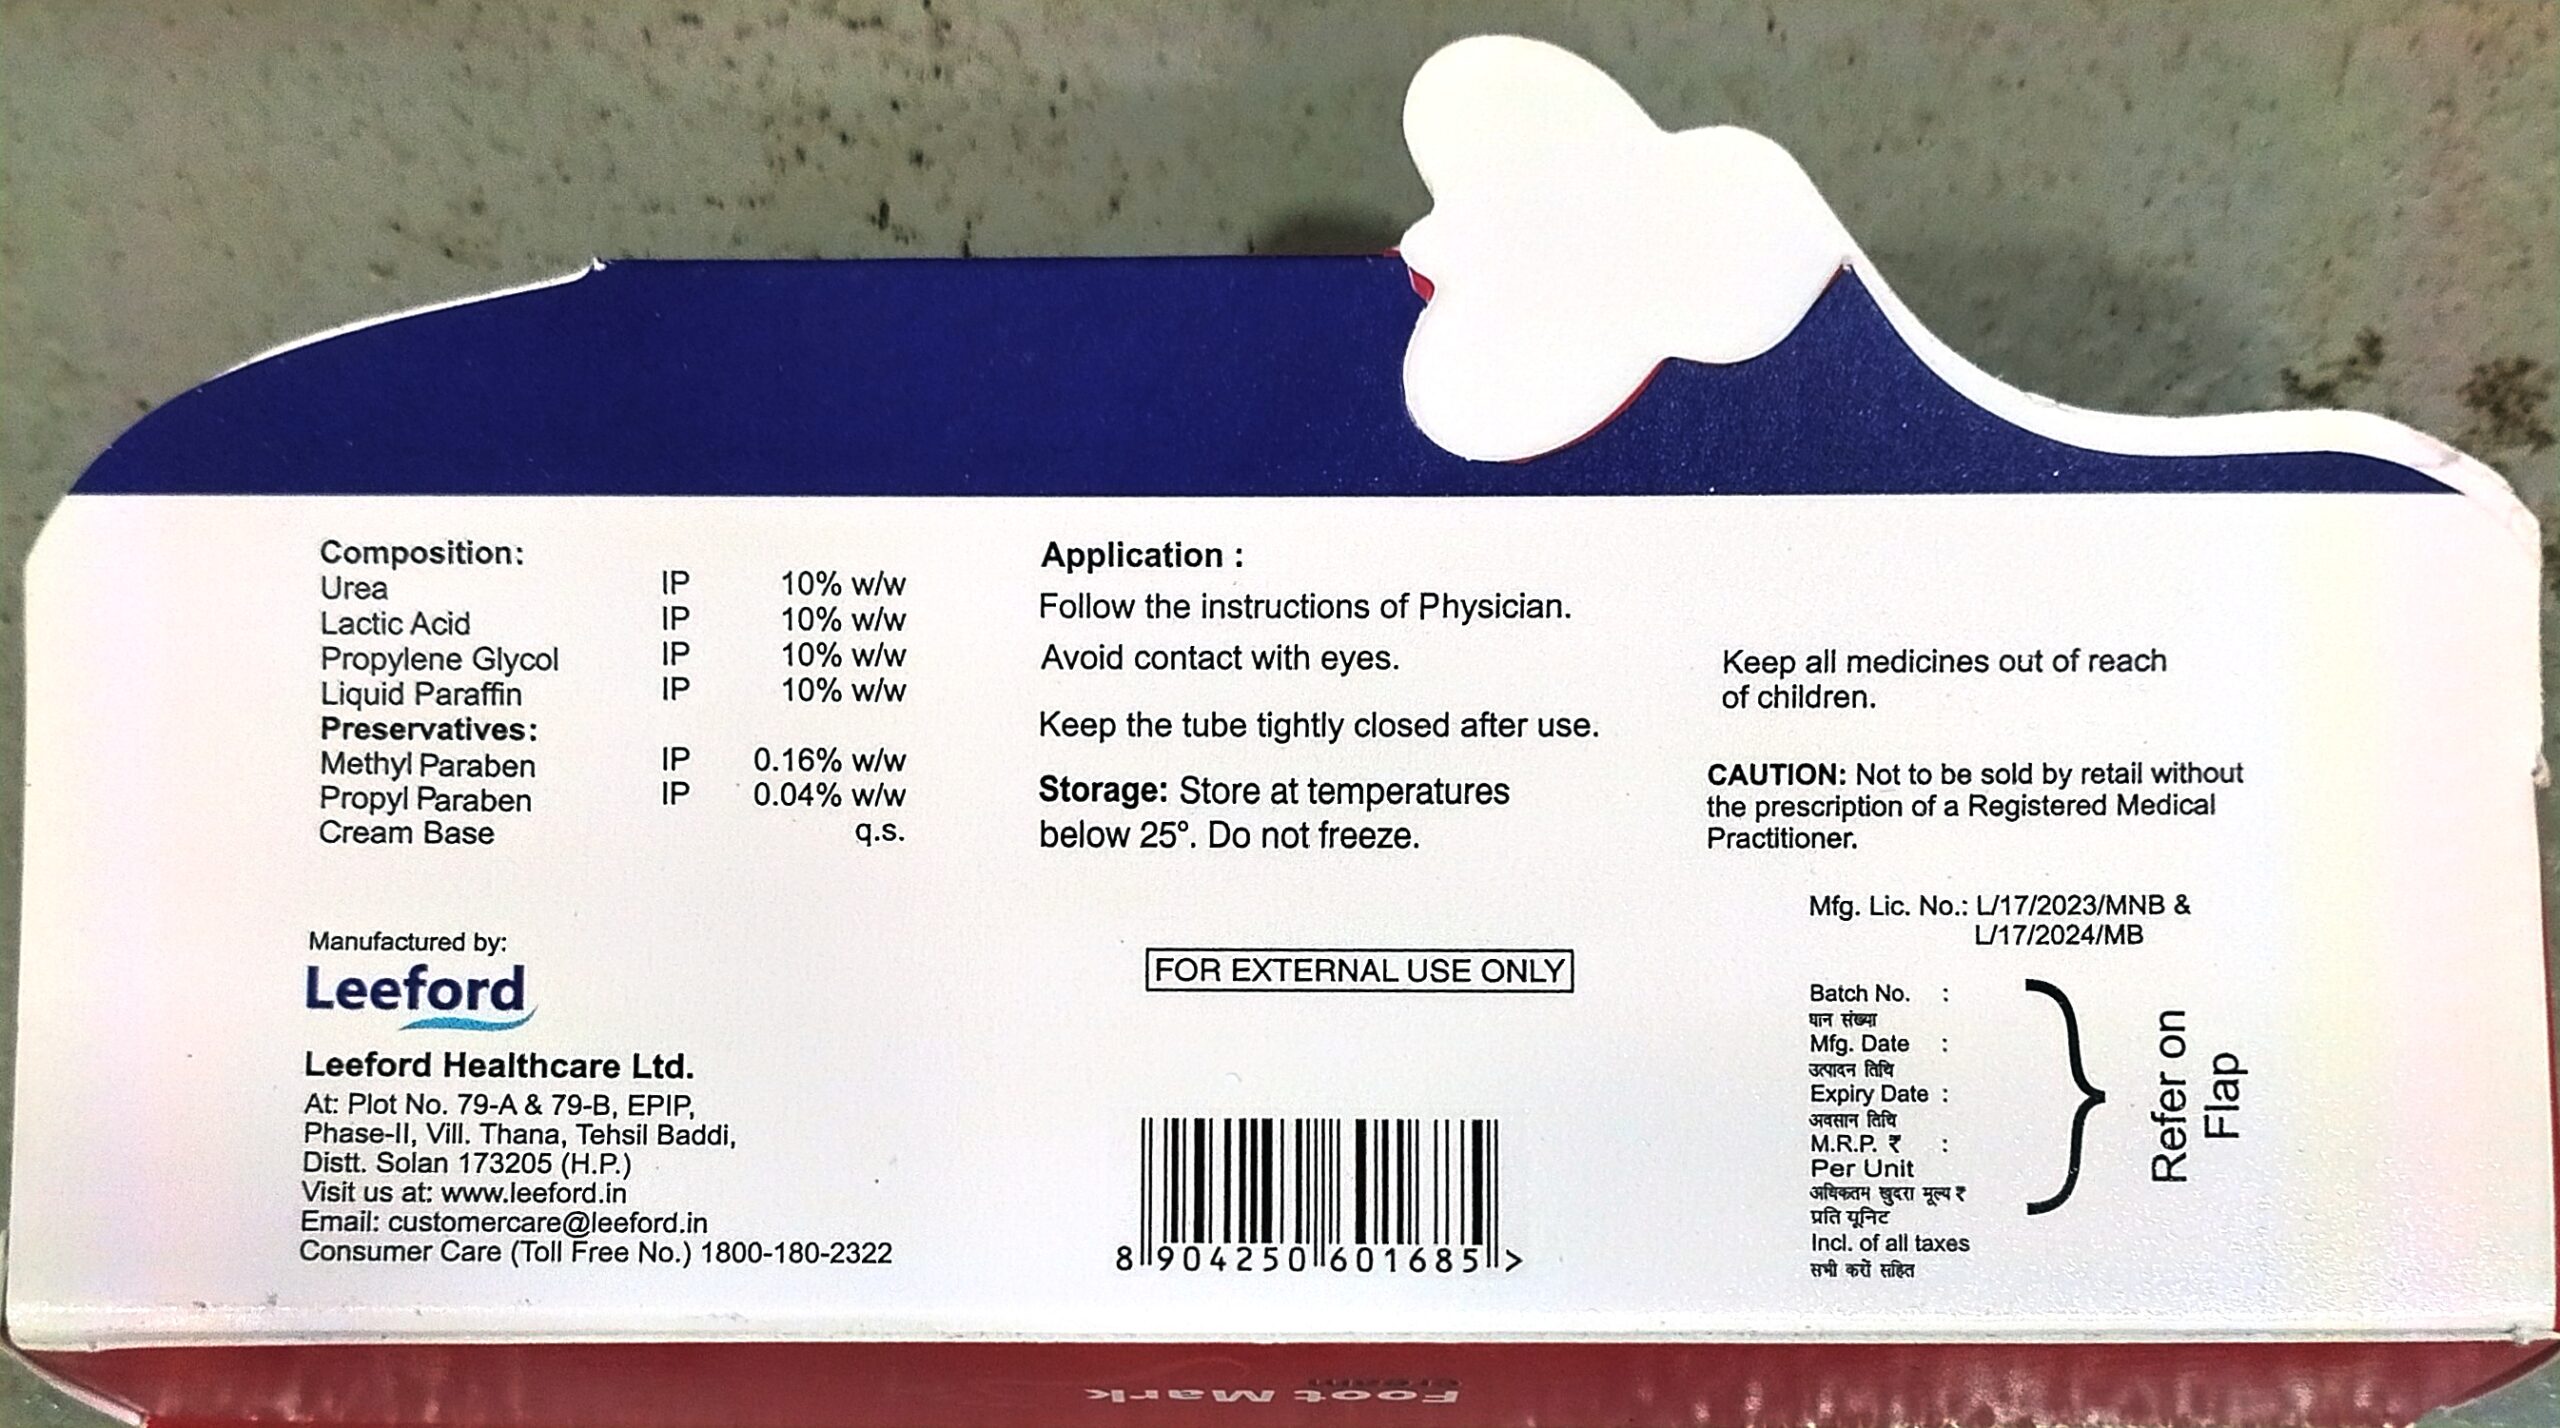 Composition:
Urea IP 10% w/w
Lactic Acid IP 10% w/w
Propylene Glycol IP 10% w/w
Liquid Paraffin IP 10% w/w
Preservatives:
Methyl Paraben IP 0.16% w/w
Propyl Paraben IP 0.04% w/w
Cream Base q.s.
Manufactured by:
Leeford
Leeford Healthcare Ltd.
At: Plot No. 79-A & 79-B, EPIP,
Phase-II, Vill. Thana, Tehsil Baddi,
Distt. Solan 173205 (H.P.)
Visit us at: www.leeford.in
Email: customercare@leeford.in
Consumer Care (Toll Free No.) 1800-180-2322
Application :
Follow the instructions of Physician.
Avoid contact with eyes.
Keep the tube tightly closed after use.
Storage: Store at temperatures
below 25°. Do not freeze.
FOR EXTERNAL USE ONLY
8 904250 601685 >
Keep all medicines out of reach
of children.
CAUTION: Not to be sold by retail without
the prescription of a Registered Medical
Practitioner.
Mfg. Lic. No.: L/17/2023/MNB &
L/17/2024/MB
Batch No. :
घान संख्या
Mfg. Date :
उत्पादन तिथि
Expiry Date :
अवसान तिथि
M.R.P. ₹ :
Per Unit
अधिकतम खुदरा मूल्य ₹
प्रति यूनिट
Incl. of all taxes
सभी करों सहित
Refer on
Flap
Foot Mark
Cream